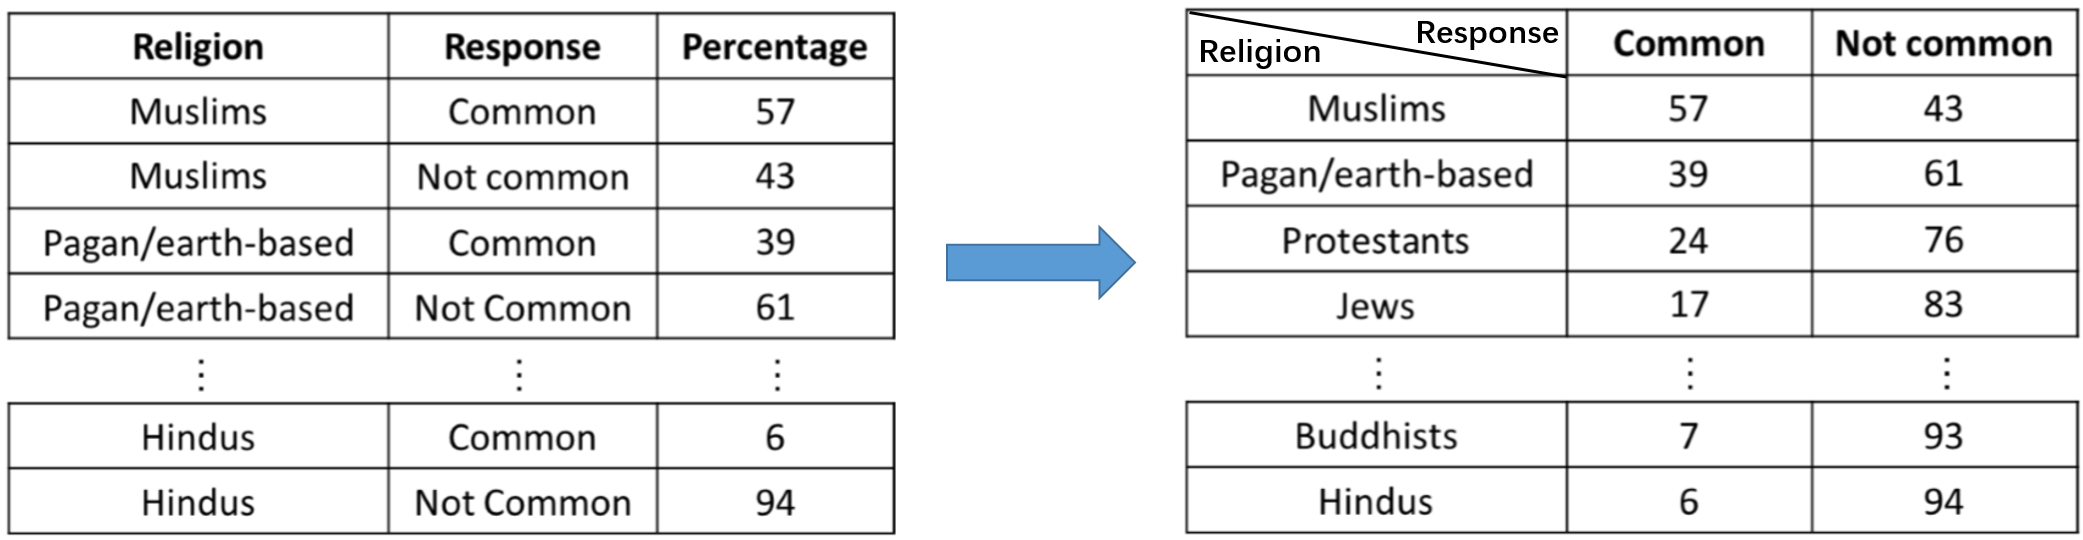 Religion Response Percentage
Muslims Common 57
Muslims Not common 43
Pagan/earth-based Common 39
Pagan/earth-based Not Common 61
⋮ ⋮ ⋮
Hindus Common 6
Hindus Not Common 94
Response
Religion
Common Not common
Muslims 57 43
Pagan/earth-based 39 61
Protestants 24 76
Jews 17 83
⋮ ⋮ ⋮
Buddhists 7 93
Hindus 6 94